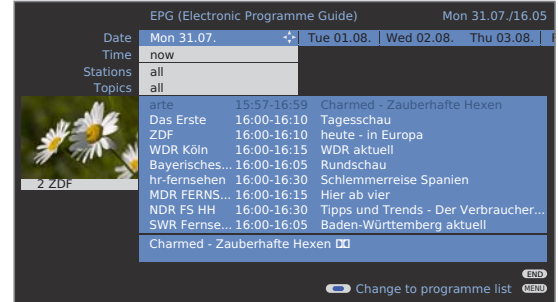 EPG (Electronic Programme Guide) Mon 31.07./16.05
Date Mon 31.07. Tue 01.08. Wed 02.08. Thu 03.08. F
Time now
Stations all
Topics all
arte 15:57-16:59 Charmed - Zauberhafte Hexen
Das Erste 16:00-16:10 Tagesschau
ZDF 16:00-16:10 heute - in Europa
WDR Köln 16:00-16:15 WDR aktuell
Bayerisches... 16:00-16:05 Rundschau
hr-fernsehen 16:00-16:30 Schlemmerreise Spanien
MDR FERNS... 16:00-16:15 Hier ab vier
NDR FS HH 16:00-16:30 Tipps und Trends - Der Verbraucher...
SWR Fernse... 16:00-16:05 Baden-Württemberg aktuell
2 ZDF
Charmed - Zauberhafte Hexen
END
Change to programme list MENU